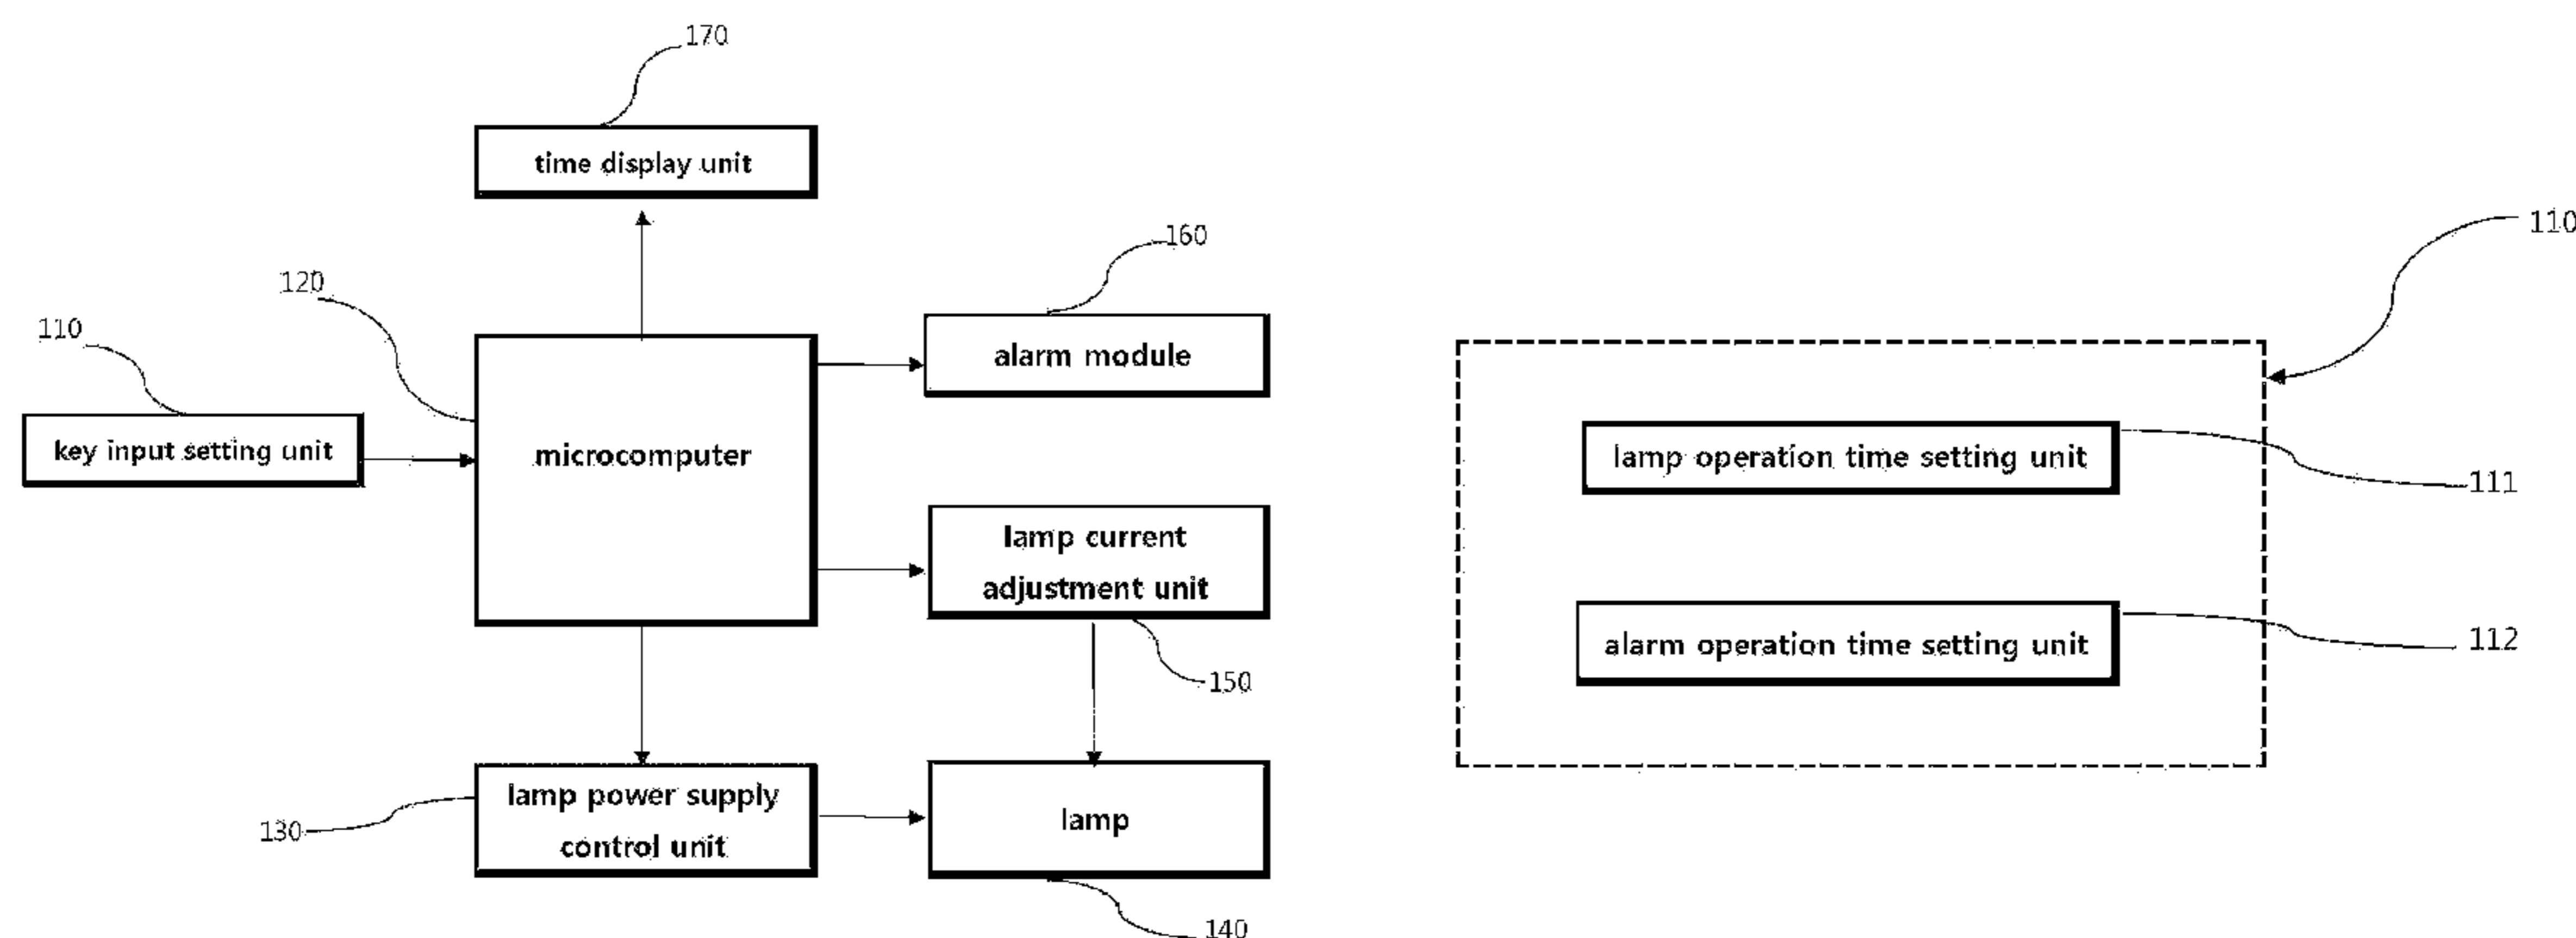 170
time display unit
160
120
110
alarm module
key input setting unit
microcomputer
lamp current
adjustment unit
150
lamp power supply
control unit
130
lamp
140
110
lamp operation time setting unit
111
alarm operation time setting unit
112